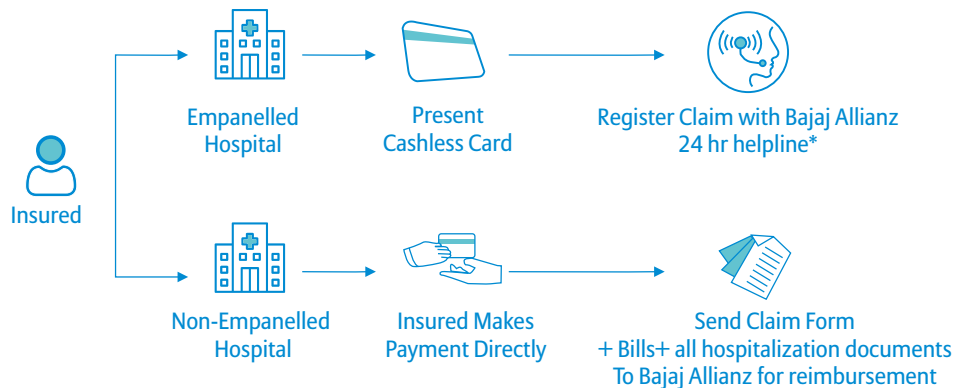 Empanelled
Hospital
Present
Cashless Card
Register Claim with Bajaj Allianz
24 hr helpline*
Insured
Non-Empanelled
Hospital
Insured Makes
Payment Directly
Send Claim Form
+ Bills+ all hospitalization documents
To Bajaj Allianz for reimbursement